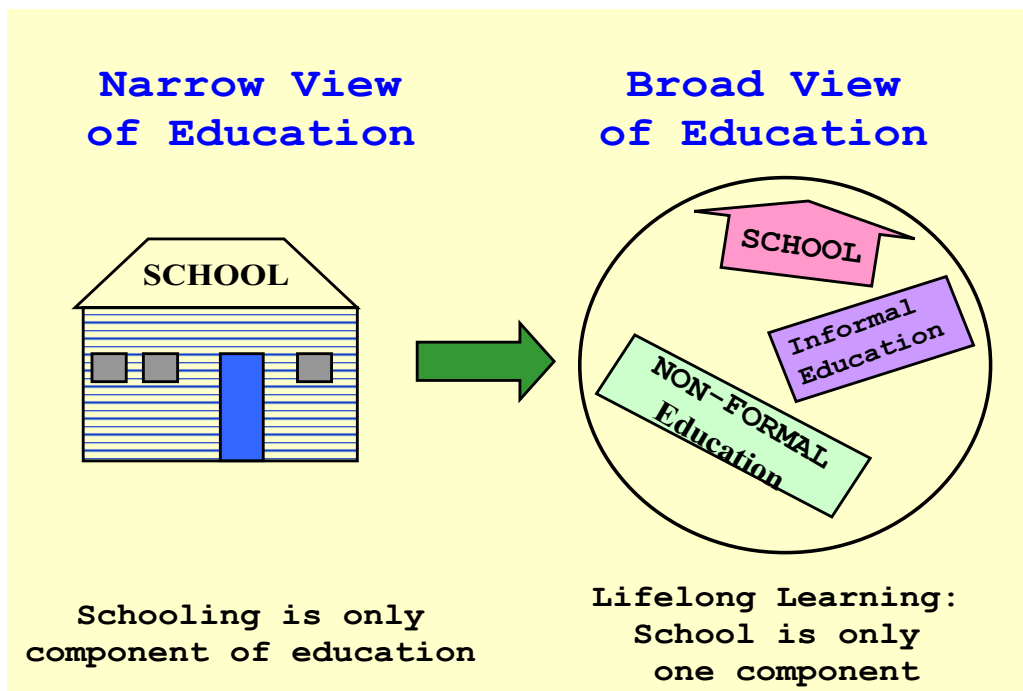 Narrow View
of Education
SCHOOL
Schooling is only
component of education
Broad View
of Education
SCHOOL
Informal
Education
NON-FORMAL
Education
Lifelong Learning:
School is only
one component